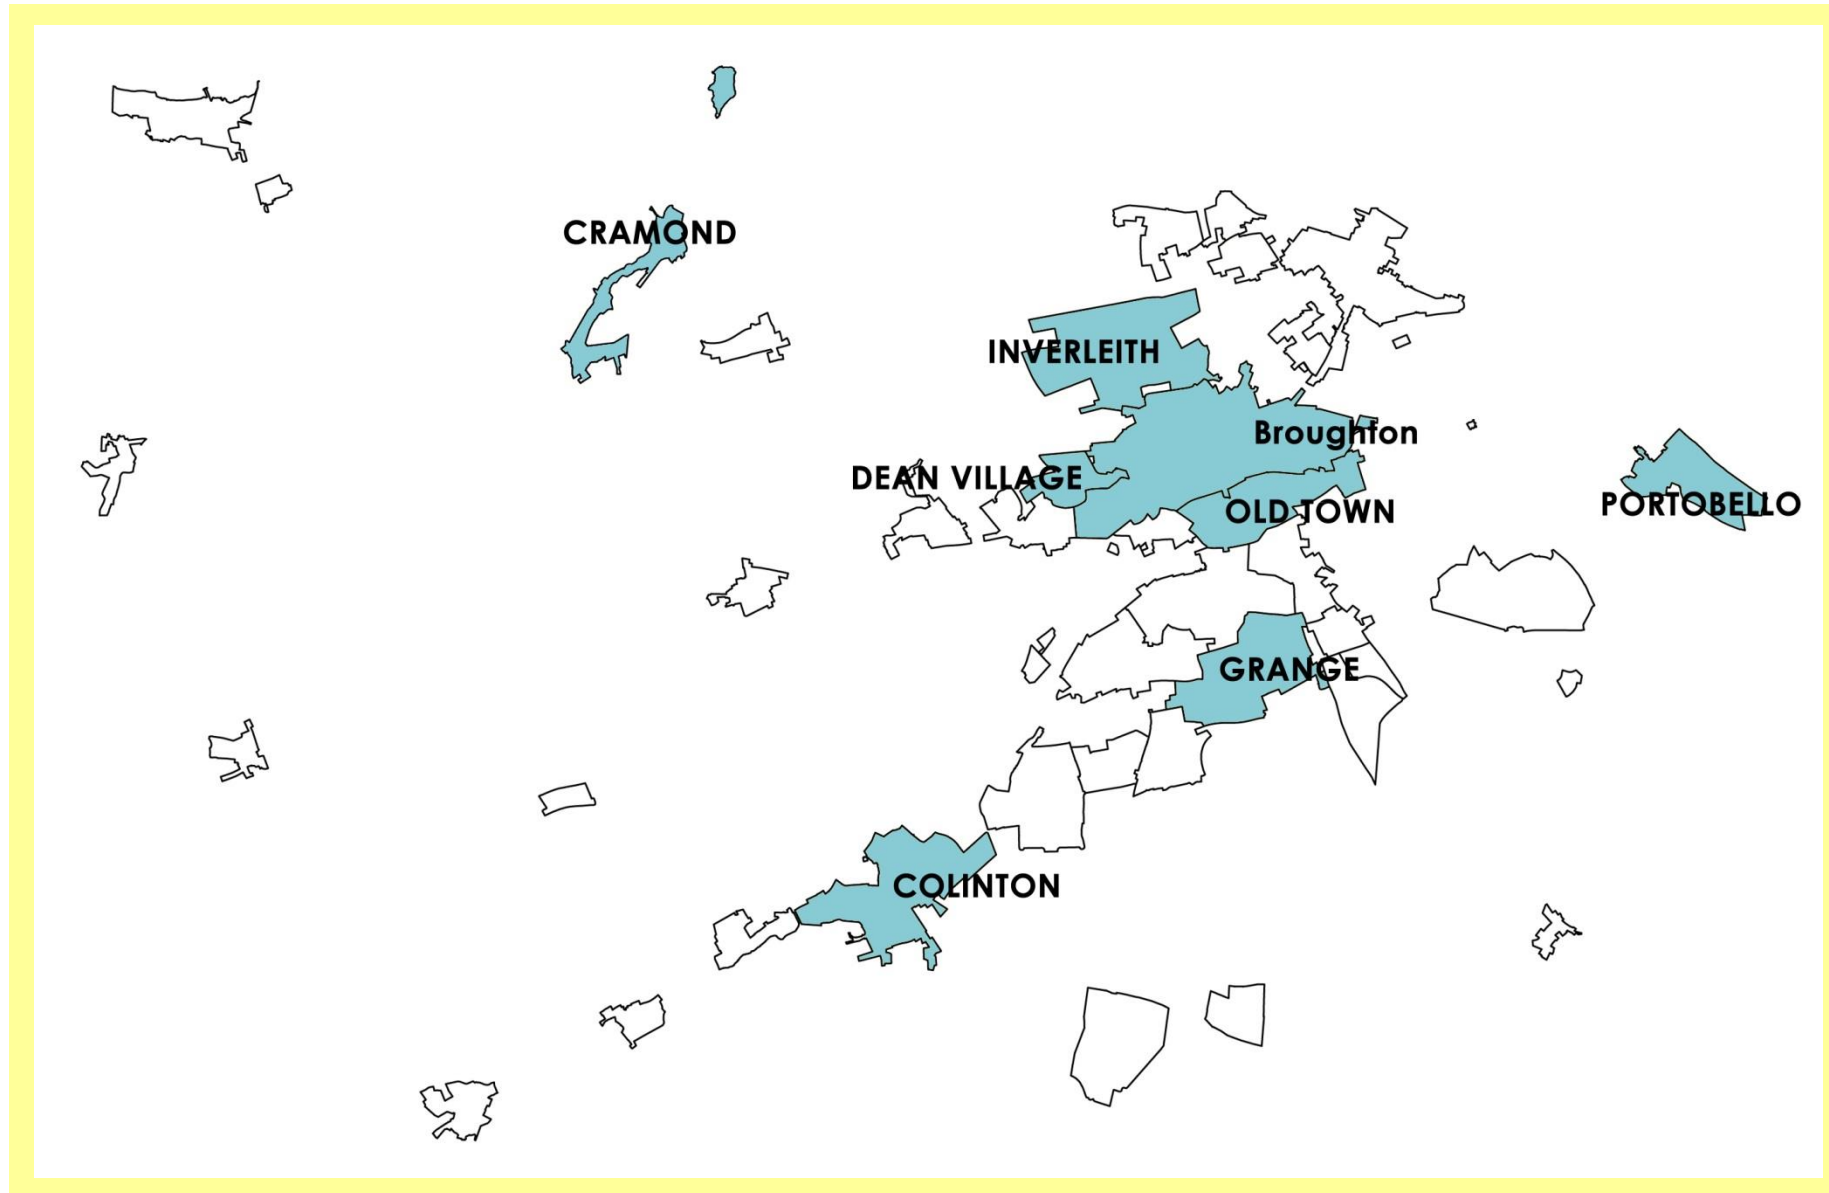 CRAMOND
INVERLEITH
Broughton
DEAN VILLAGE
OLD TOWN
PORTOBELLO
GRANGE
COLINTON